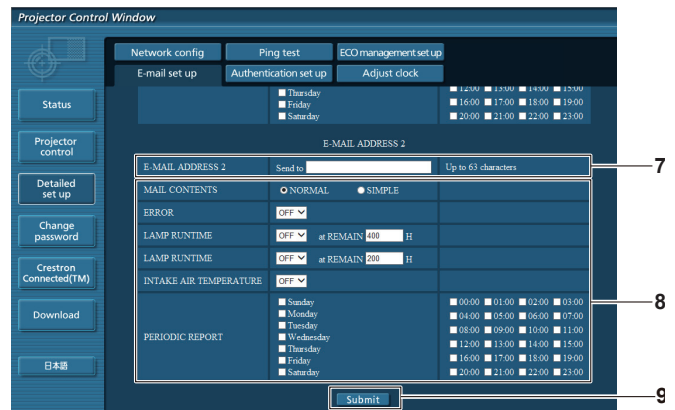 Projector Control Window
Network config Ping test ECO management set up
E-mail set up Authentication set up Adjust clock
Status
Projector control
Detailed set up
Change password
Crestron Connected(TM)
Download
日本語
Thursday
Friday
Saturday
12:00 13:00 14:00 15:00
16:00 17:00 18:00 19:00
20:00 21:00 22:00 23:00
E-MAIL ADDRESS 2
E-MAIL ADDRESS 2 Send to Up to 63 characters
7
MAIL CONTENTS NORMAL SIMPLE
ERROR OFF
LAMP RUNTIME OFF at REMAIN 400 H
LAMP RUNTIME OFF at REMAIN 200 H
INTAKE AIR TEMPERATURE OFF
PERIODIC REPORT
Sunday
Monday
Tuesday
Wednesday
Thursday
Friday
Saturday
00:00 01:00 02:00 03:00
04:00 05:00 06:00 07:00
08:00 09:00 10:00 11:00
12:00 13:00 14:00 15:00
16:00 17:00 18:00 19:00
20:00 21:00 22:00 23:00
8
Submit
9